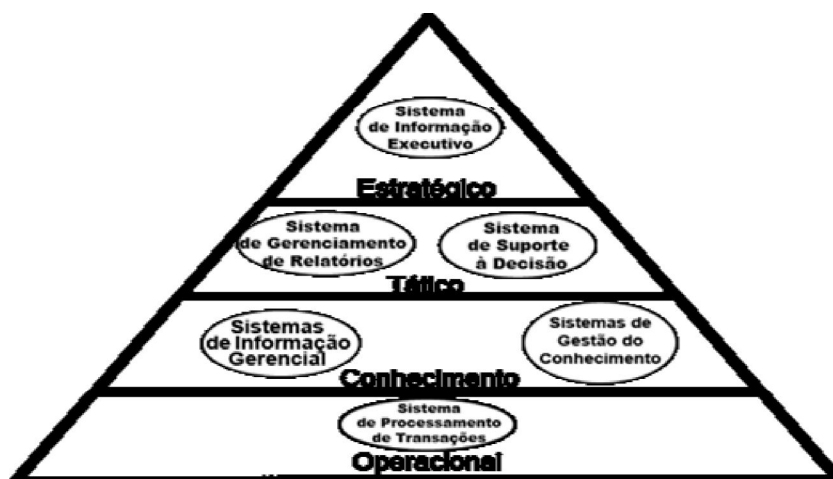 Sistema
de Informação
Executivo
Estratégico
Sistema
de Gerenciamento
de Relatórios
Sistema
de Suporte
à Decisão
Tático
Sistemas
de Informação
Gerencial
Sistemas de
Gestão do
Conhecimento
Conhecimento
Sistema
de Processamento
de Transações
Operacional